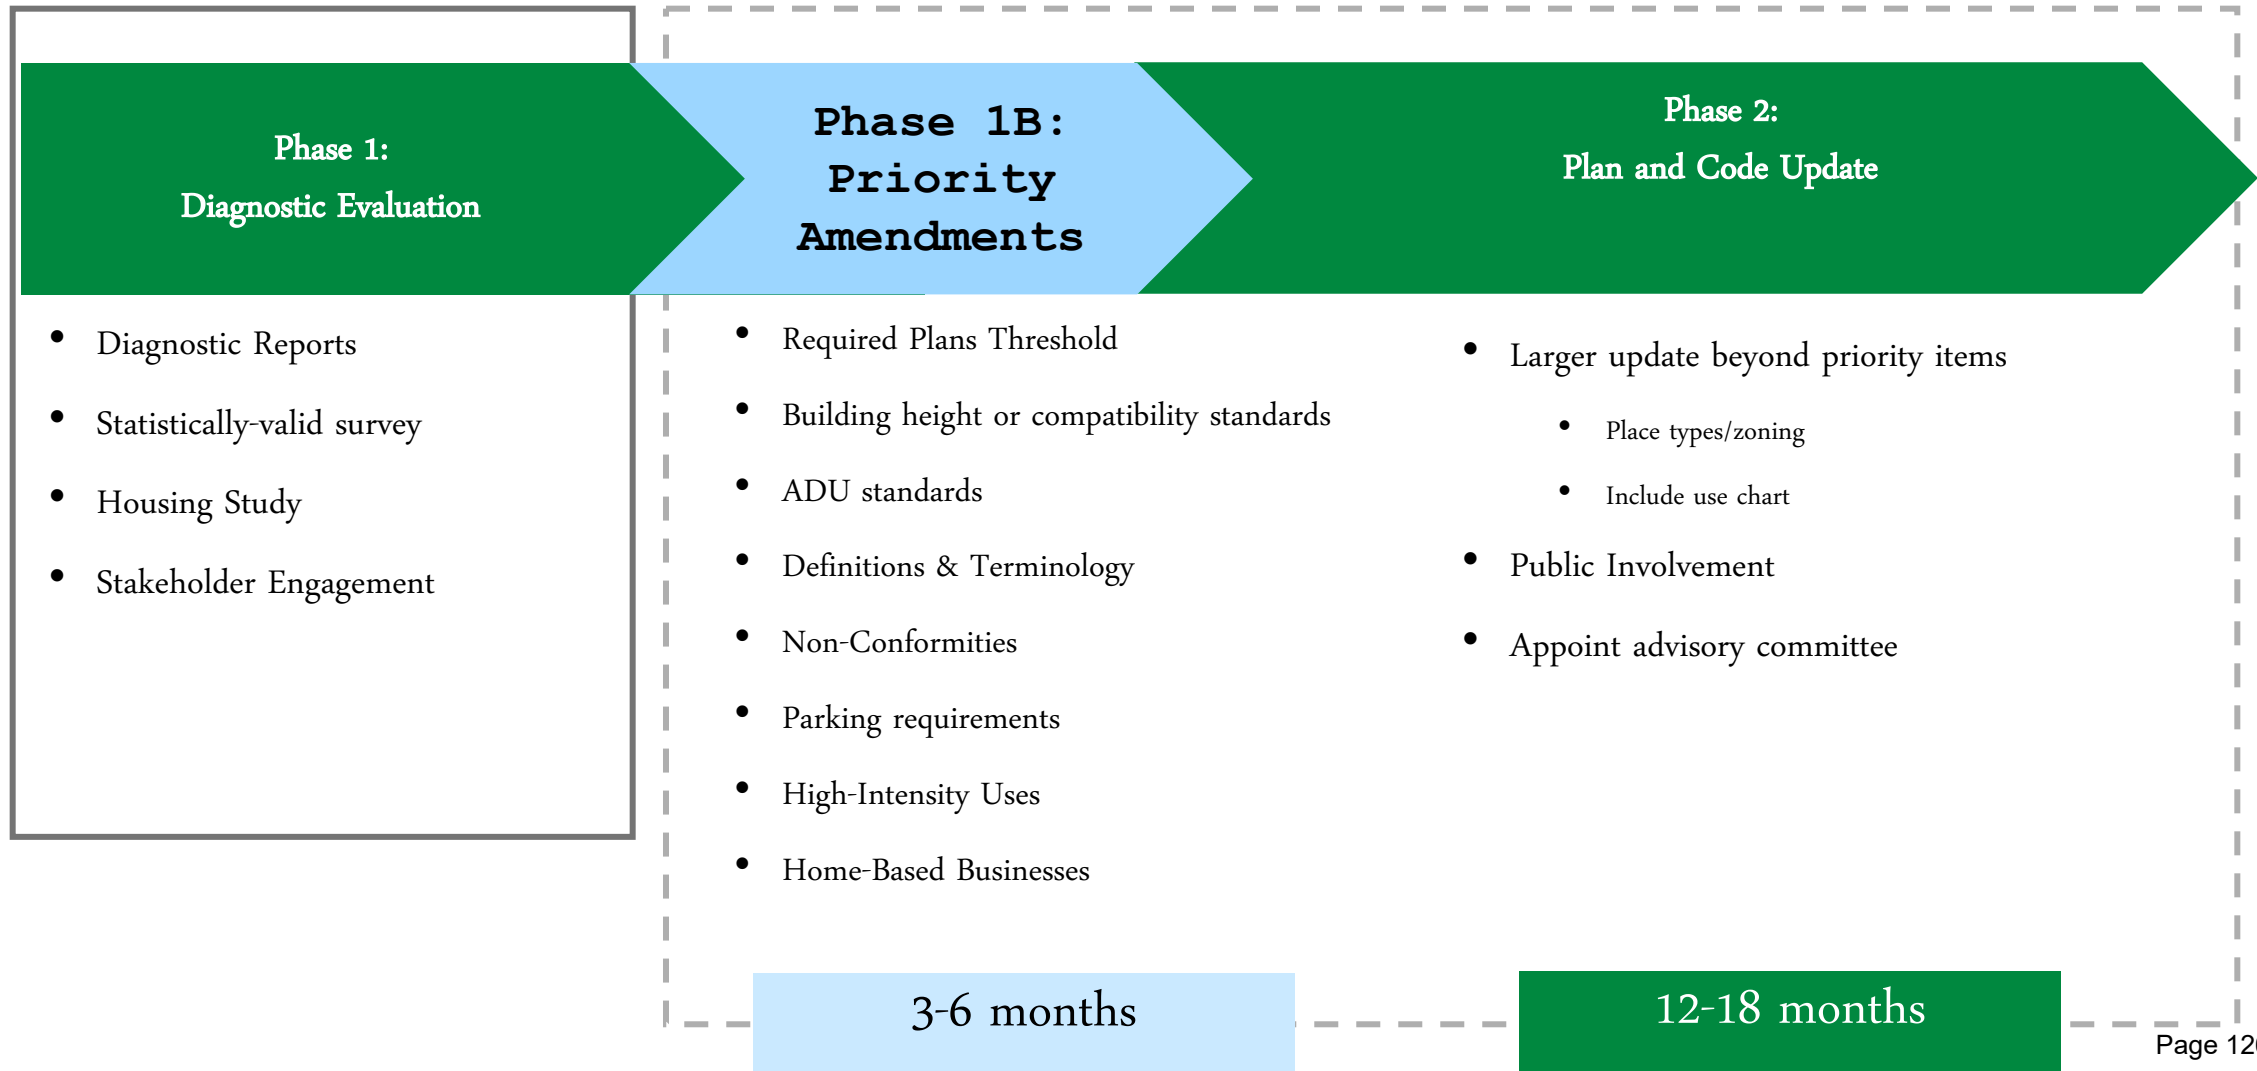 Phase 1:
Diagnostic Evaluation
Phase 1B:
Priority
Amendments
Phase 2:
Plan and Code Update
• Diagnostic Reports
• Statistically-valid survey
• Housing Study
• Stakeholder Engagement
• Required Plans Threshold
• Building height or compatibility standards
• ADU standards
• Definitions & Terminology
• Non-Conformities
• Parking requirements
• High-Intensity Uses
• Home-Based Businesses
• Larger update beyond priority items
• Place types/zoning
• Include use chart
• Public Involvement
• Appoint advisory committee
3-6 months
12-18 months
Page